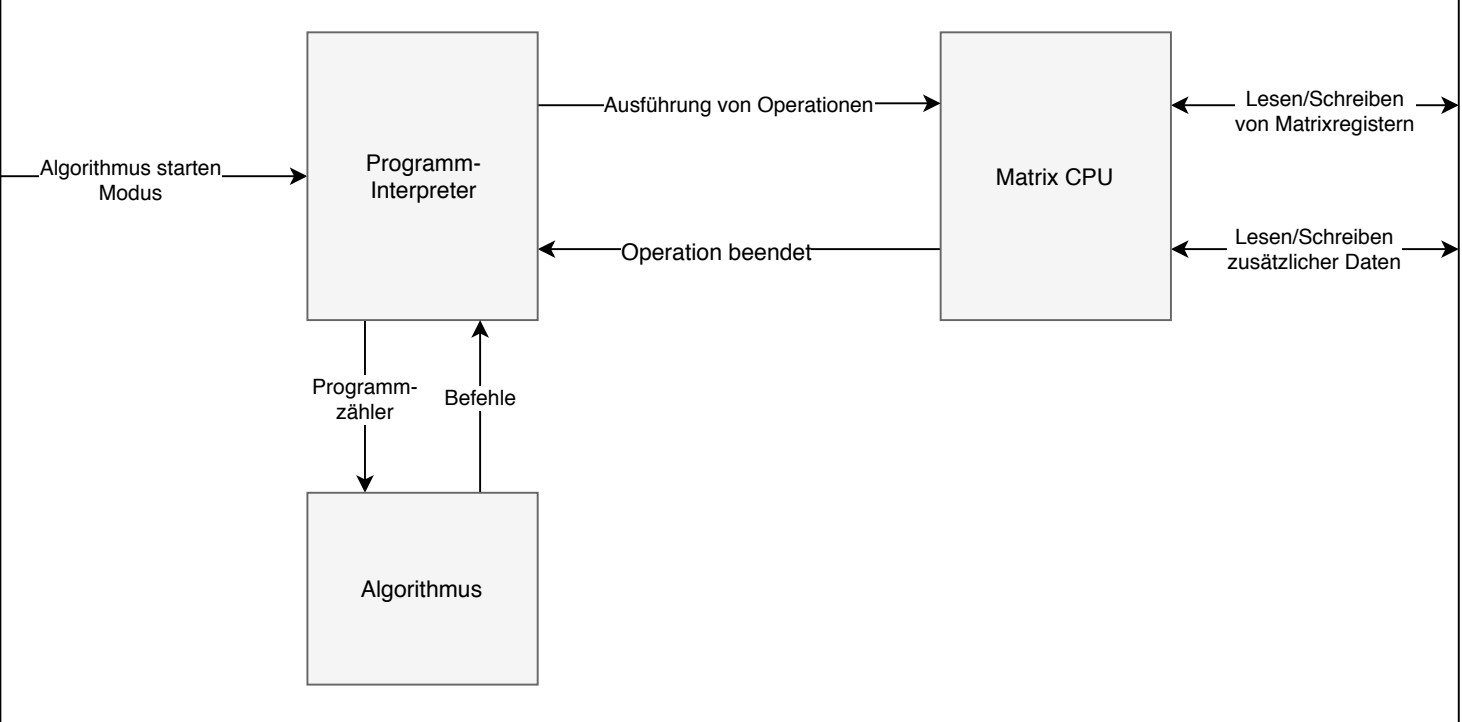 Algorithmus starten
Modus
Programm-
Interpreter
Ausführung von Operationen
Operation beendet
Matrix CPU
Lesen/Schreiben
von Matrixregistern
Lesen/Schreiben
zusätzlicher Daten
Programm-
zähler
Befehle
Algorithmus